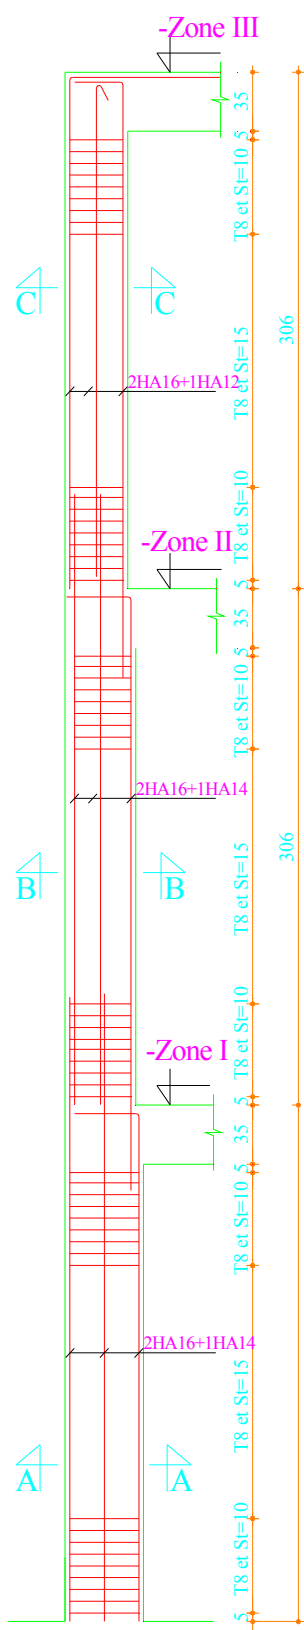 -Zone III
35
5
T8 et St=10
C C
T8 et St=15
306
2HA16+1HA12
T8 et St=10
-Zone II
5
35
5
T8 et St=10
2HA16+1HA14
T8 et St=15
306
B B
T8 et St=10
-Zone I
5
35
5
T8 et St=10
2HA16+1HA14
T8 et St=15
A A
T8 et St=10
5